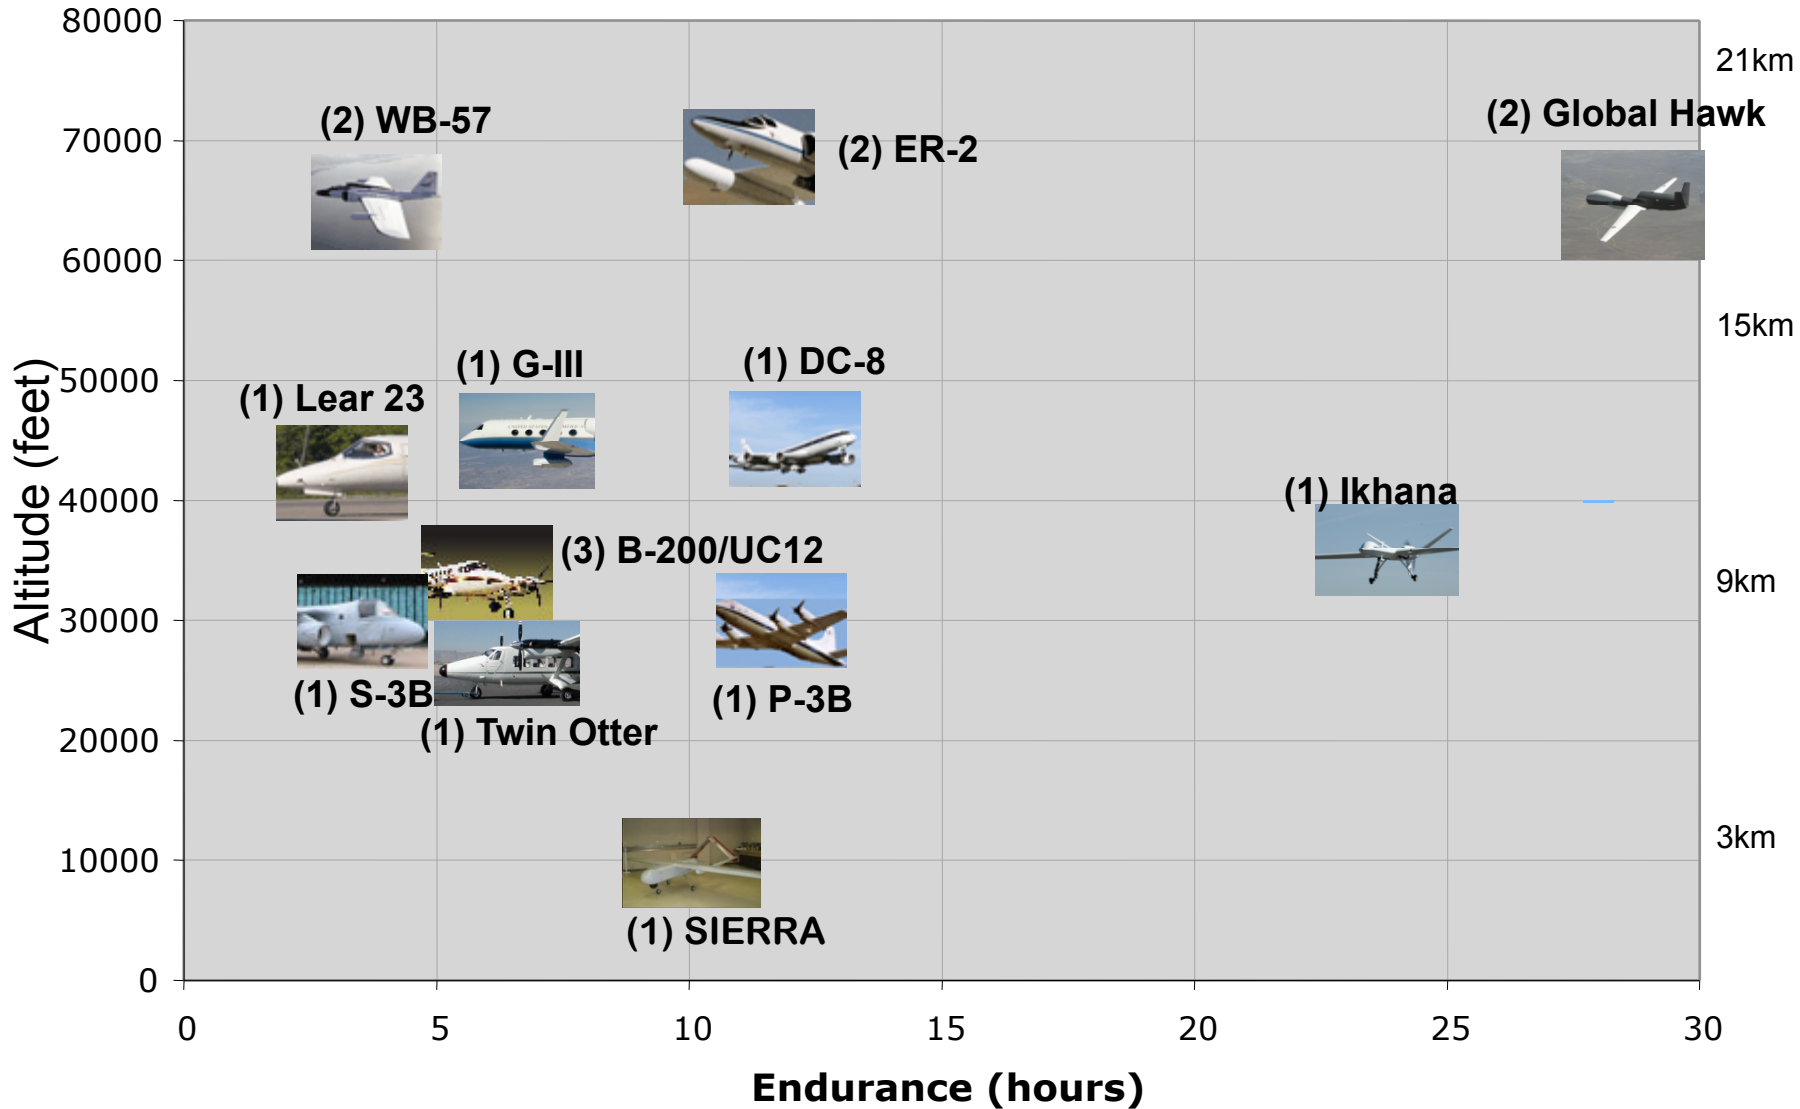 80000
21km
(2) WB-57
(2) Global Hawk
70000
(2) ER-2
60000
15km
(1) G-III
(1) DC-8
50000
(1) Lear 23
Altitude (feet)
40000
(1) Ikhana
(3) B-200/UC12
9km
30000
(1) S-3B
(1) P-3B
20000
(1) Twin Otter
10000
3km
(1) SIERRA
0
0
5
10
15
20
25
30
Endurance (hours)